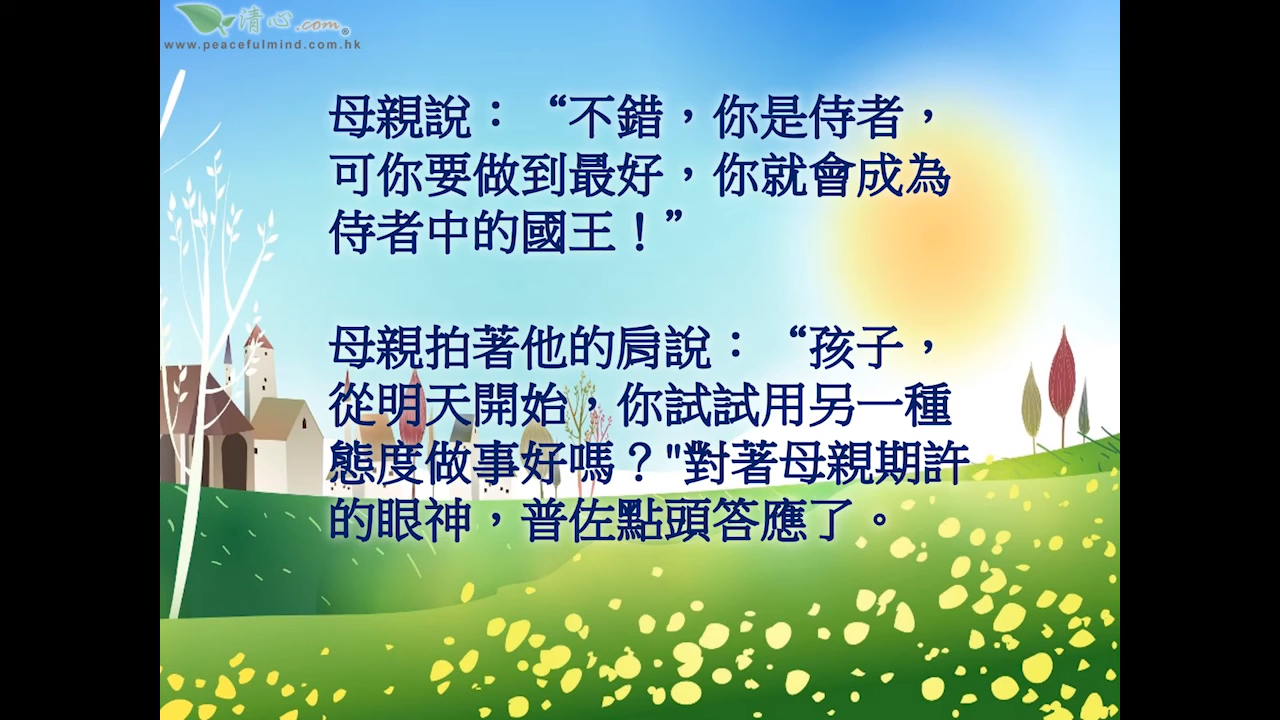 清心.com®
www.peacefulmind.com.hk
母親說：“不錯，你是侍者，
可你要做到最好，你就會成為
侍者中的國王！”
母親拍著他的肩說：“孩子，
從明天開始，你試試用另一種
態度做事好嗎？"對著母親期許
的眼神，普佐點頭答應了。